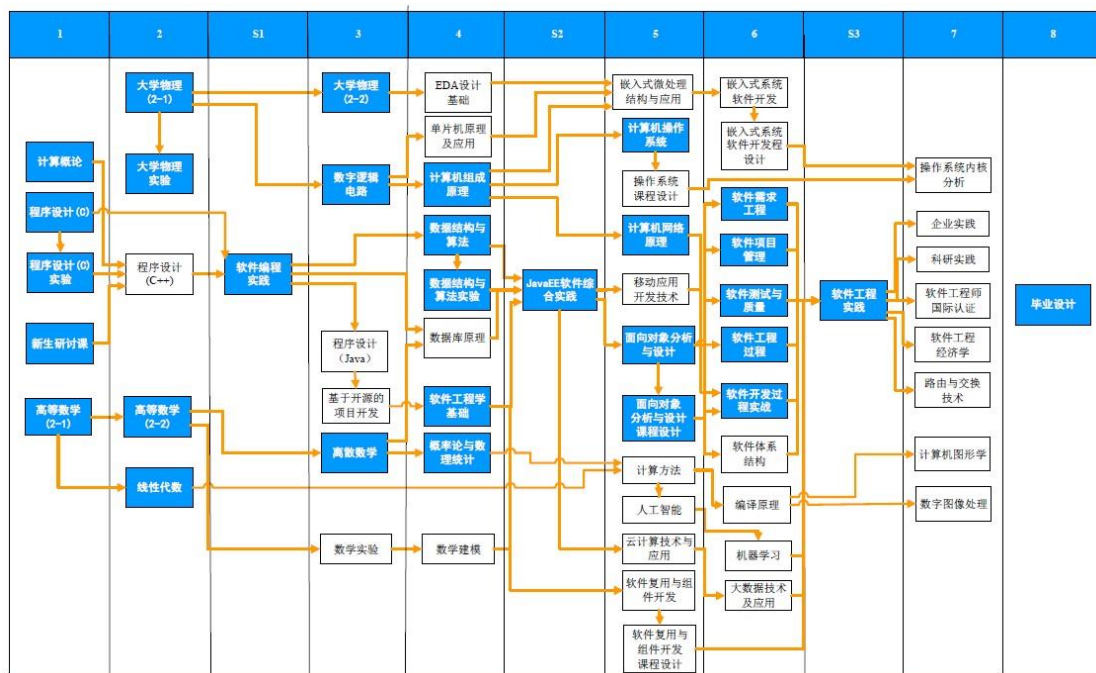 1
2
S1
3
4
S2
5
6
S3
7
8
计算概论
程序设计(C)
程序设计(C)
实验
新生研讨课
高等数学
(2-1)
大学物理
(2-1)
大学物理
实验
程序设计
(C++)
高等数学
(2-2)
线性代数
软件编程
实践
大学物理
(2-2)
数字逻辑
电路
程序设计
（Java）
基于开源的
项目开发
离散数学
数学实验
EDA设计
基础
单片机原理
及应用
计算机组成
原理
数据结构与
算法
数据结构与
算法实验
数据库原理
软件工程学
基础
概率论与数
理统计
数学建模
JavaEE软件综
合实践
嵌入式微处理
结构与应用
计算机操作
系统
操作系统
课程设计
计算机网络
原理
移动应用
开发技术
面向对象分析
与设计
面向对象
分析与设计
课程设计
计算方法
人工智能
云计算技术与
应用
软件复用与组
件开发
软件复用与
组件开发
课程设计
嵌入式系统
软件开发
嵌入式系统
软件开发程
设计
软件需求
工程
软件项目
管理
软件测试与
质量
软件工程
过程
软件开发过
程实战
软件体系
结构
编译原理
机器学习
大数据技术
及应用
软件工程
实践
操作系统内核
分析
企业实践
科研实践
软件工程师
国际认证
软件工程
经济学
路由与交换
技术
计算机图形学
数字图像处理
毕业设计